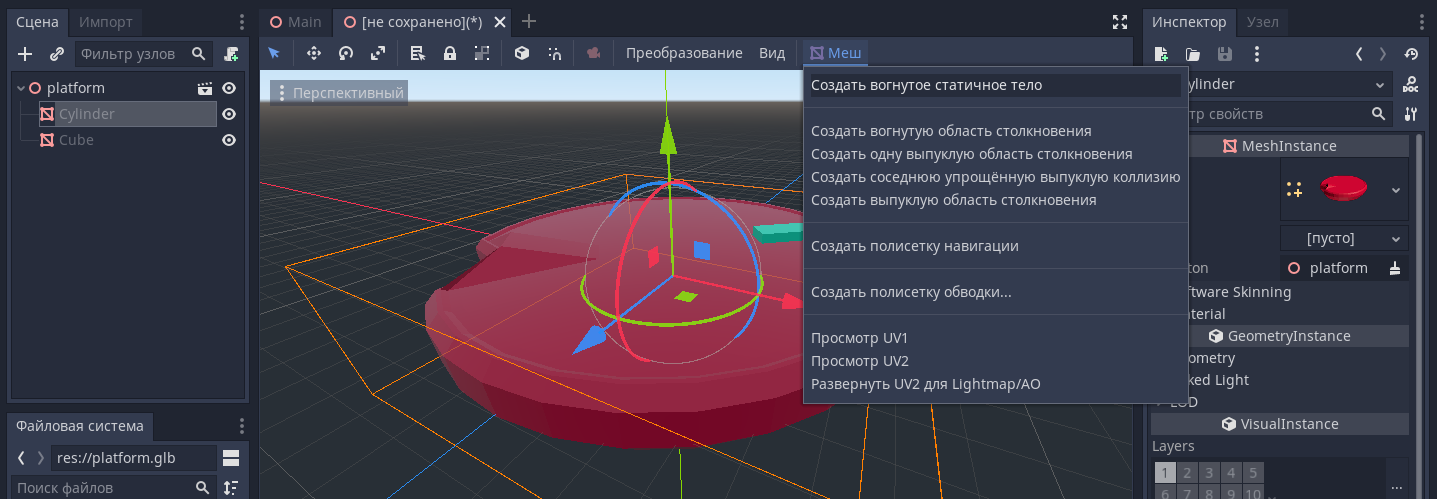 Сцена
Импорт
Фильтр узлов
platform
Cylinder
Cube
Файловая система
res://platform.glb
Поиск файлов
Main
[не сохранено](*)
Преобразование Вид Меш
Перспективный
Создать вогнутое статичное тело
Создать вогнутую область столкновения
Создать одну выпуклую область столкновения
Создать соседнюю упрощённую выпуклую коллизию
Создать выпуклую область столкновения
Создать полисетку навигации
Создать полисетку обводки...
Просмотр UV1
Просмотр UV2
Развернуть UV2 для Lightmap/AO
Инспектор
Узел
ylinder
тр свойств
MeshInstance
[пусто]
ton
platform
ftware Skinning
terial
GeometryInstance
ometry
ked Light
LOD
VisualInstance
Layers
1 2 3 4 5
6 7 8 9 10
...